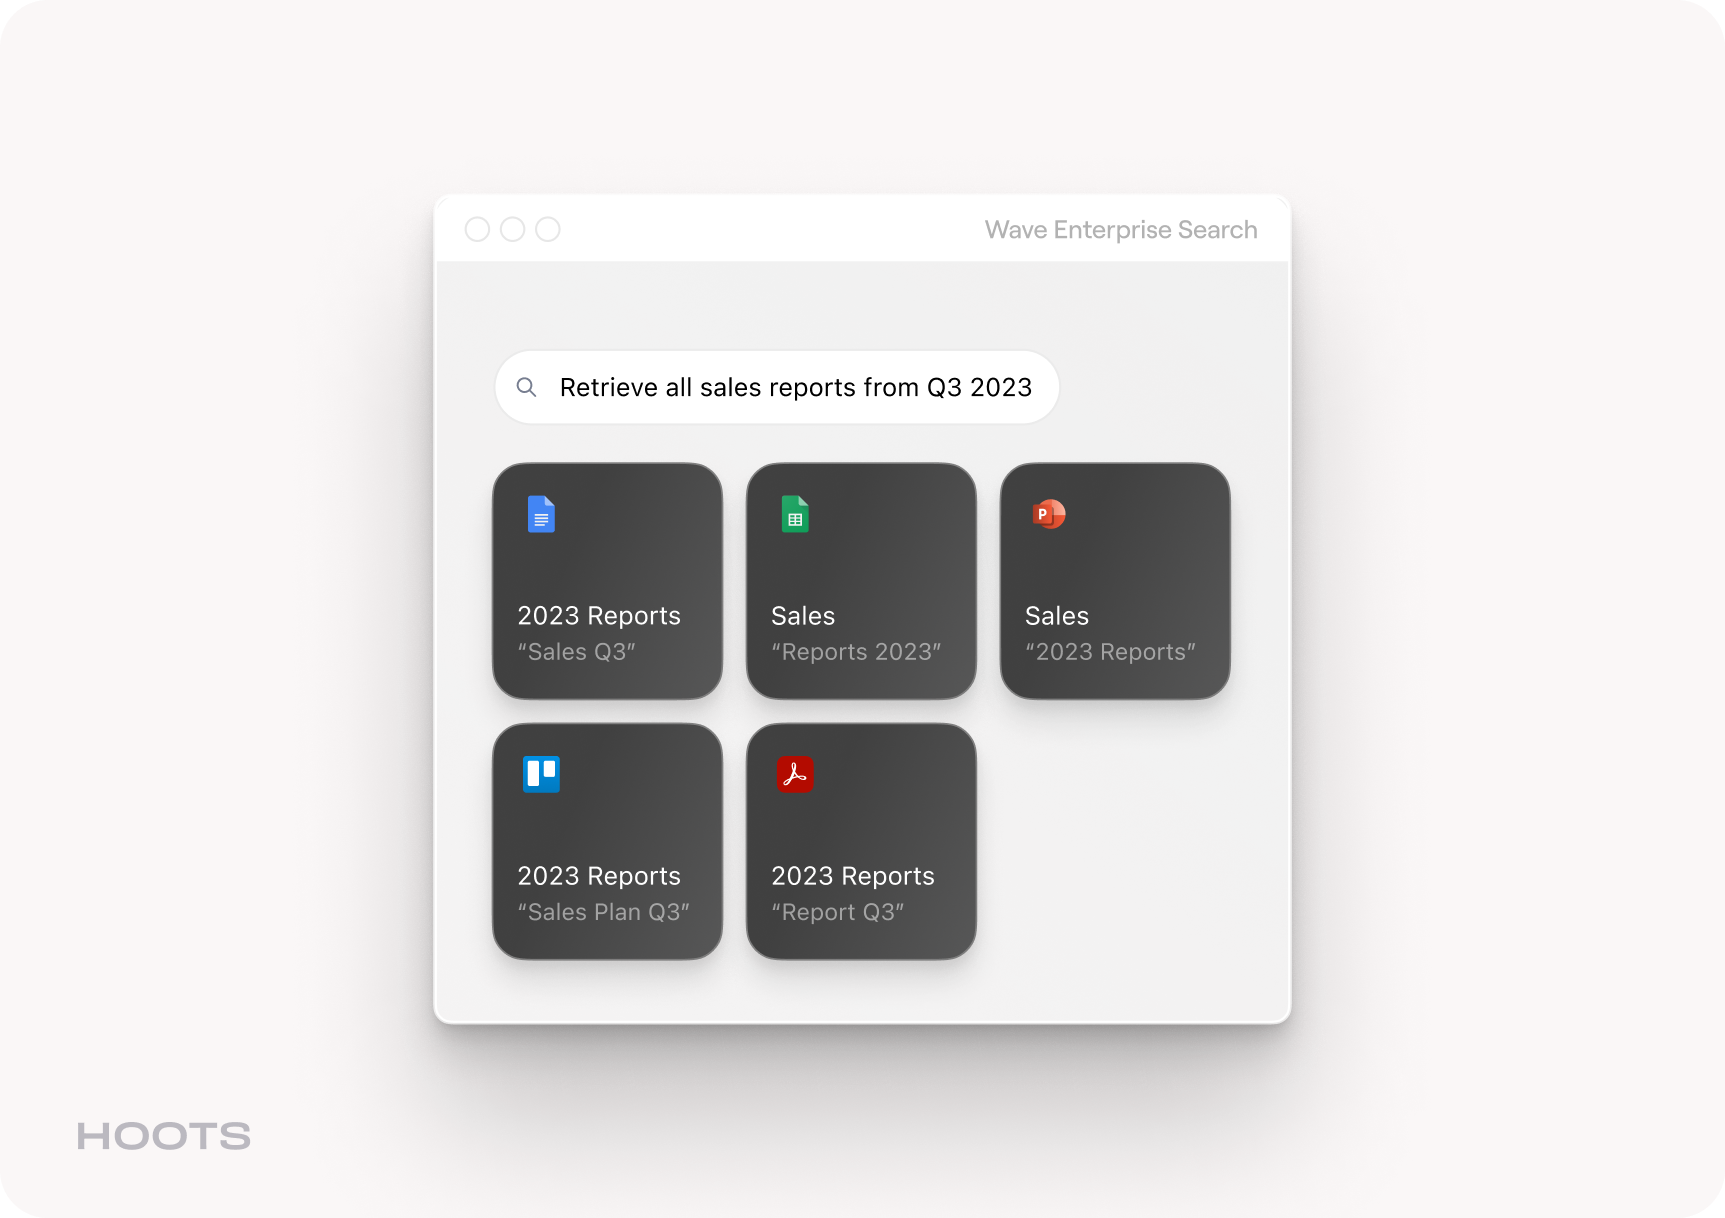 Wave Enterprise Search
Retrieve all sales reports from Q3 2023
2023 Reports
“Sales Q3”
Sales
“Reports 2023”
P
Sales
“2023 Reports”
2023 Reports
“Sales Plan Q3”
2023 Reports
“Report Q3”
HOOTS